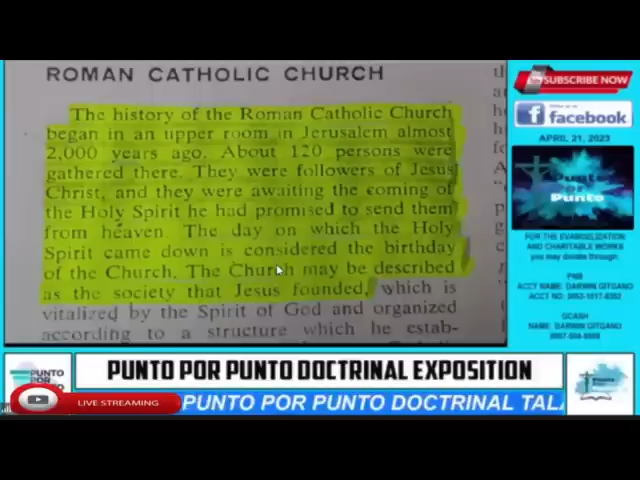 ROMAN CATHOLIC CHURCH
The history of the Roman Catholic Church
began in an upper room in Jerusalem almost
2,000 years ago. About 120 persons were
gathered there. They were followers of Jesus
Christ, and they were awaiting the coming of
the Holy Spirit he had promised to send them
from heaven. The day on which the Holy
Spirit came down is considered the birthday
of the Church. The Church may be described
as the society that Jesus founded, which is
vitalized by the Spirit of God and organized
according to a structure which he estab-
SUBSCRIBE NOW
facebook
APRIL 21, 2023
Punto
por
Punto
FOR THE EVANGELIZATION
AND CHARITABLE WORKS
you may donate through:
PNB
ACCT NAME: DARWIN GITGANO
GCASH
NAME: DARWIN GITGANO
PUNTO POR PUNTO DOCTRINAL EXPOSITION
PUNTO
POR
LIVE STREAMING
PUNTO POR PUNTO DOCTRINAL TALA